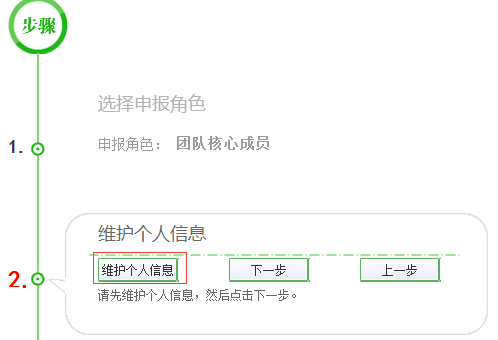 步骤
选择申报角色
1.
申报角色： 团队核心成员
维护个人信息
2.
维护个人信息 下一步 上一步
请先维护个人信息，然后点击下一步。